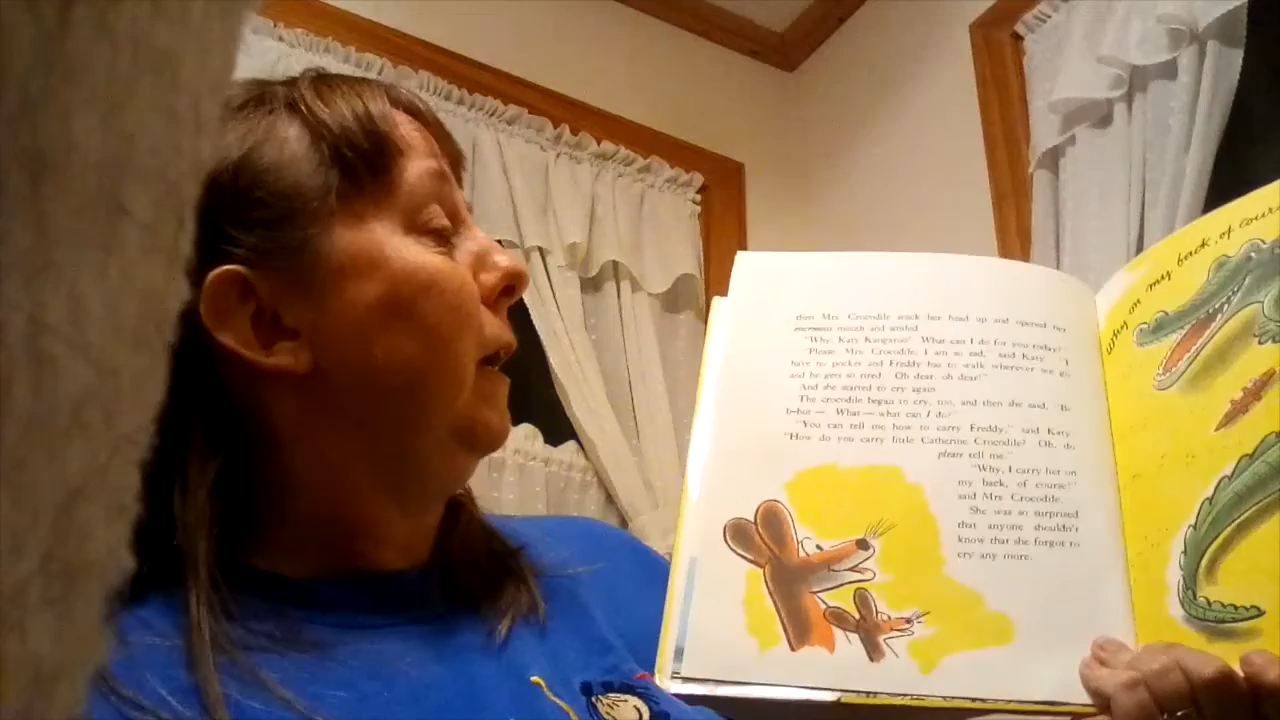 then Mrs. Crocodile stuck her head up and opened her
enormous mouth and smiled.
"Why, Katy Kangaroo! What can I do for you today?"
"Please, Mrs. Crocodile, I am so sad," said Katy. "I
have no pocket and Freddy has to walk wherever we go
and he gets so tired. Oh dear, oh dear!"
And she started to cry again.
The crocodile began to cry, too, and then she said, "B-
b-but — What — what can I do?"
"You can tell me how to carry Freddy," said Katy.
"How do you carry little Catherine Crocodile? Oh, do
please tell me."
"Why, I carry her on
my back, of course!"
said Mrs. Crocodile.
She was so surprised
that anyone shouldn't
know that she forgot to
cry any more.
Why on my back, of cour